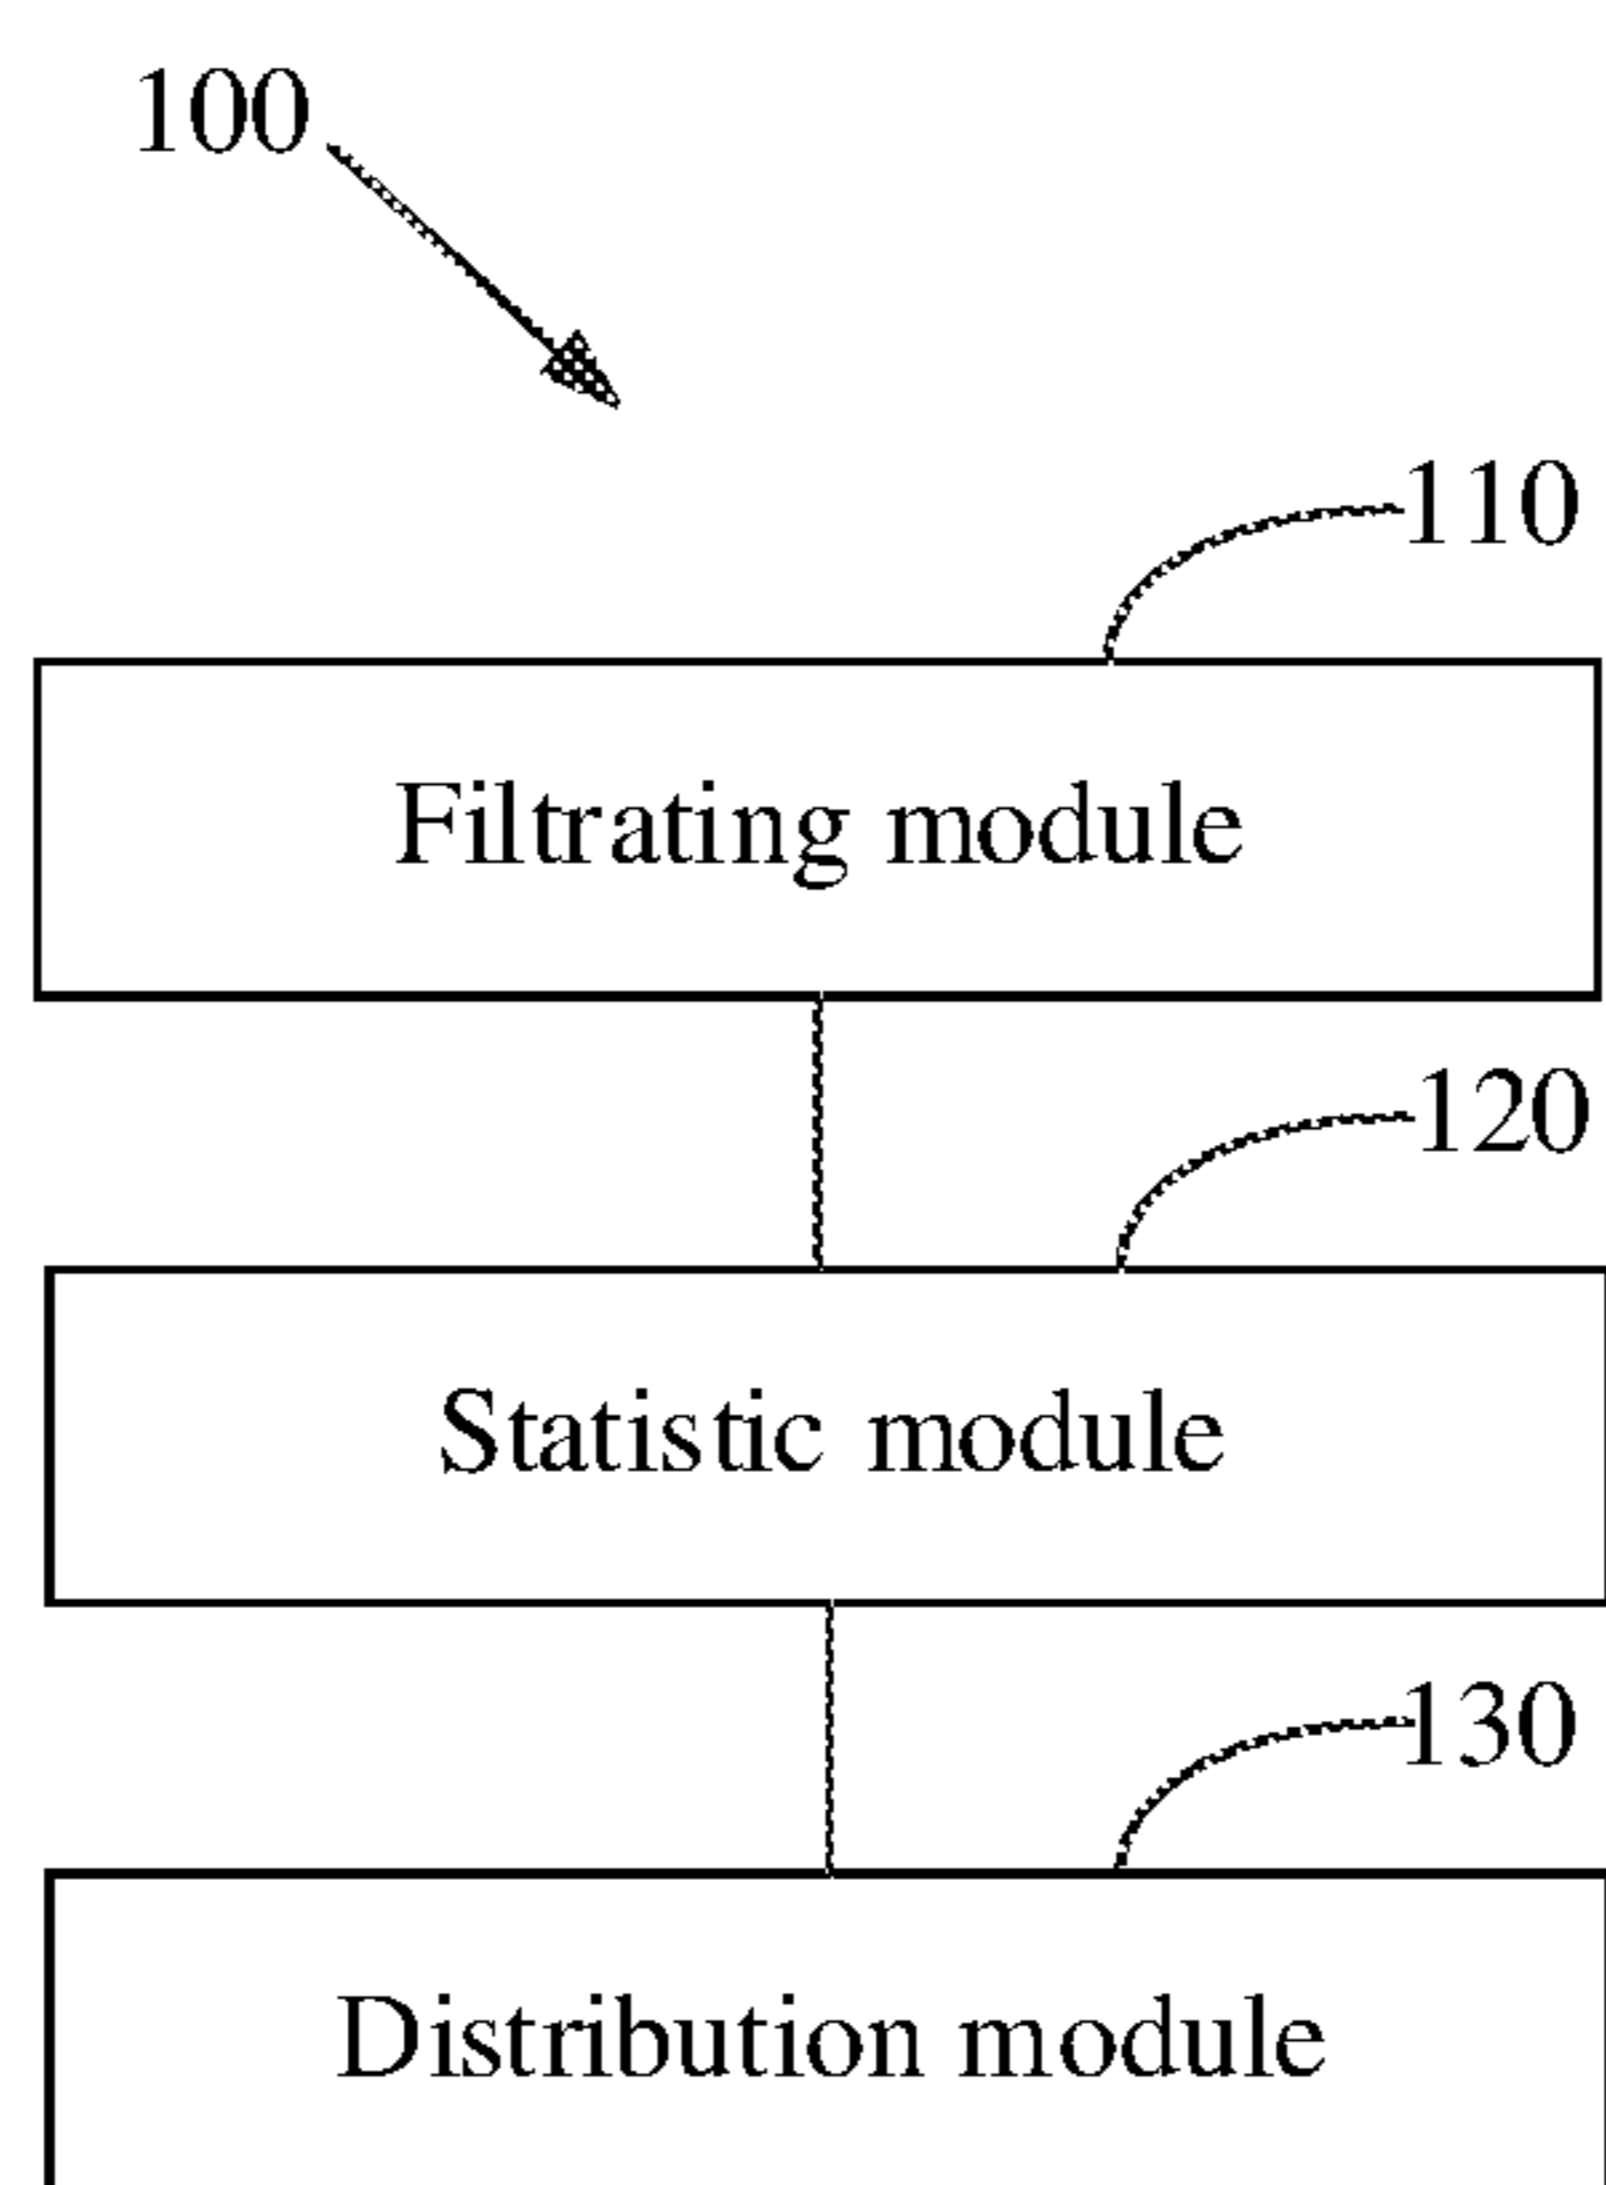 100
110
Filtrating module
120
Statistic module
130
Distribution module